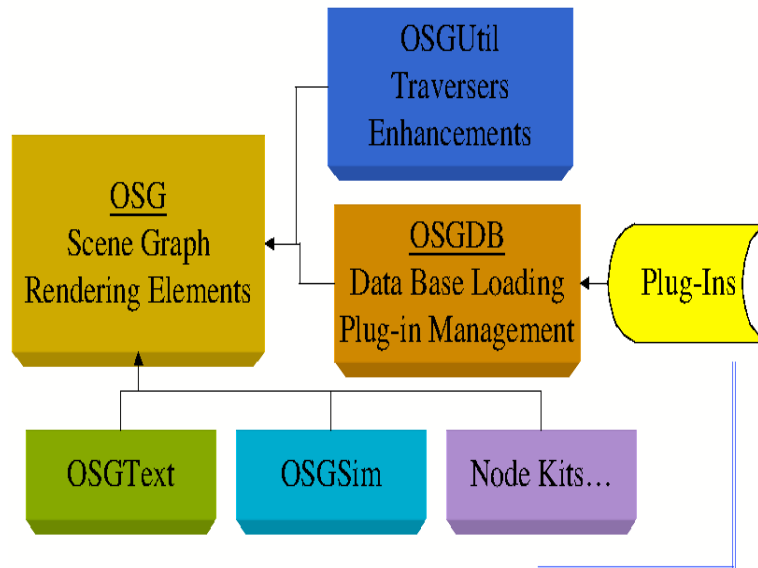 OSGUtil
Traversers
Enhancements
OSG
Scene Graph
Rendering Elements
OSGDB
Data Base Loading
Plug-in Management
Plug-Ins
OSGText
OSGSim
Node Kits…